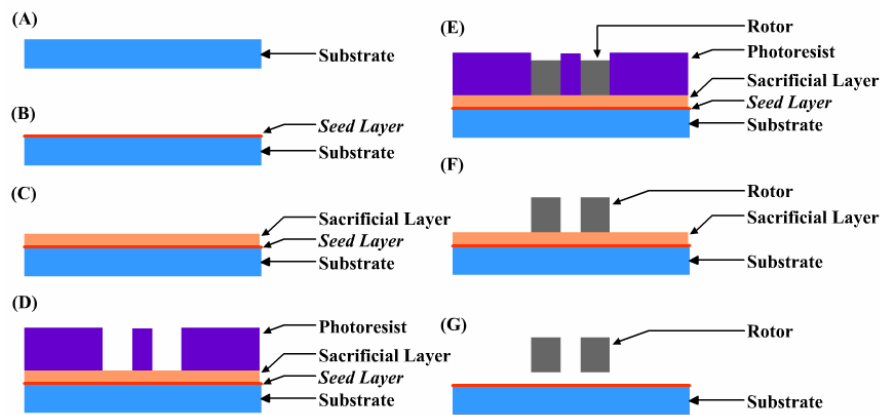 (A)
Substrate
(B)
Seed Layer
Substrate
(C)
Sacrificial Layer
Seed Layer
Substrate
(D)
Photoresist
Sacrificial Layer
Seed Layer
Substrate
(E)
Rotor
Photoresist
Sacrificial Layer
Seed Layer
Substrate
(F)
Rotor
Sacrificial Layer
Substrate
(G)
Rotor
Substrate